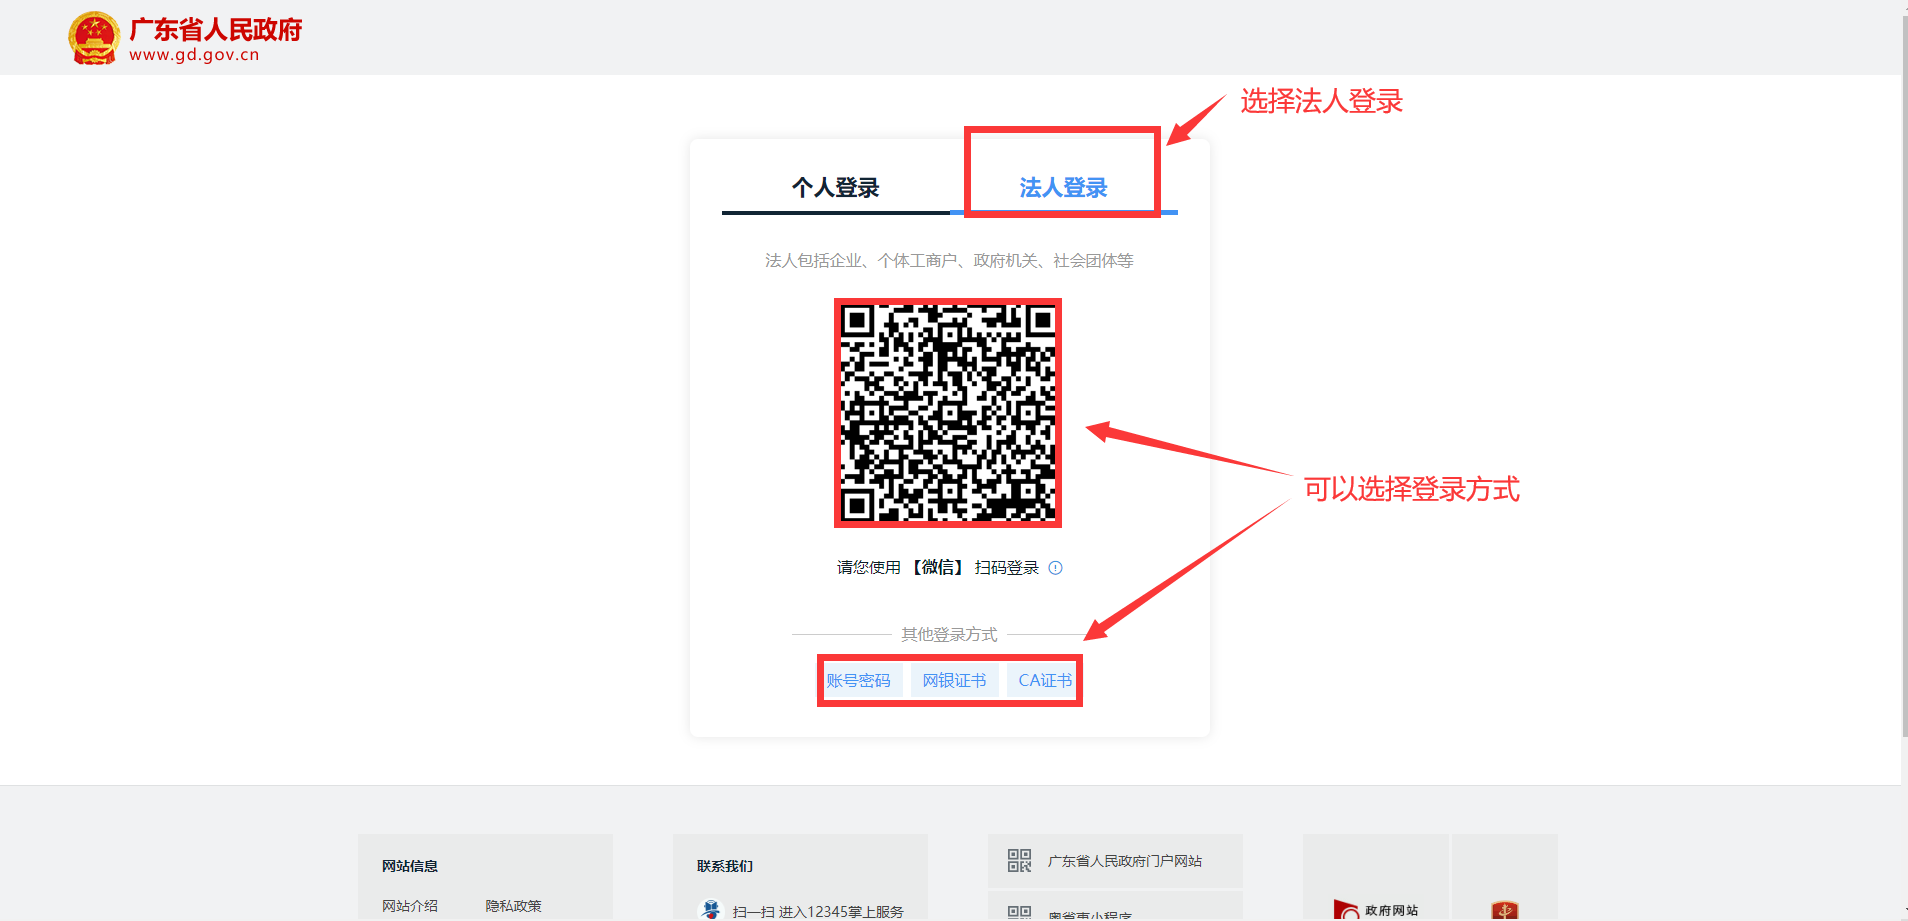 广东省人民政府
www.gd.gov.cn
选择法人登录
个人登录
法人登录
法人包括企业、个体工商户、政府机关、社会团体等
可以选择登录方式
请您使用 【微信】 扫码登录
其他登录方式
账号密码
网银证书
CA证书
网站信息
网站介绍
隐私政策
联系我们
扫一扫 进入12345掌上服务
广东省人民政府门户网站
粤省事小程序
政府网站